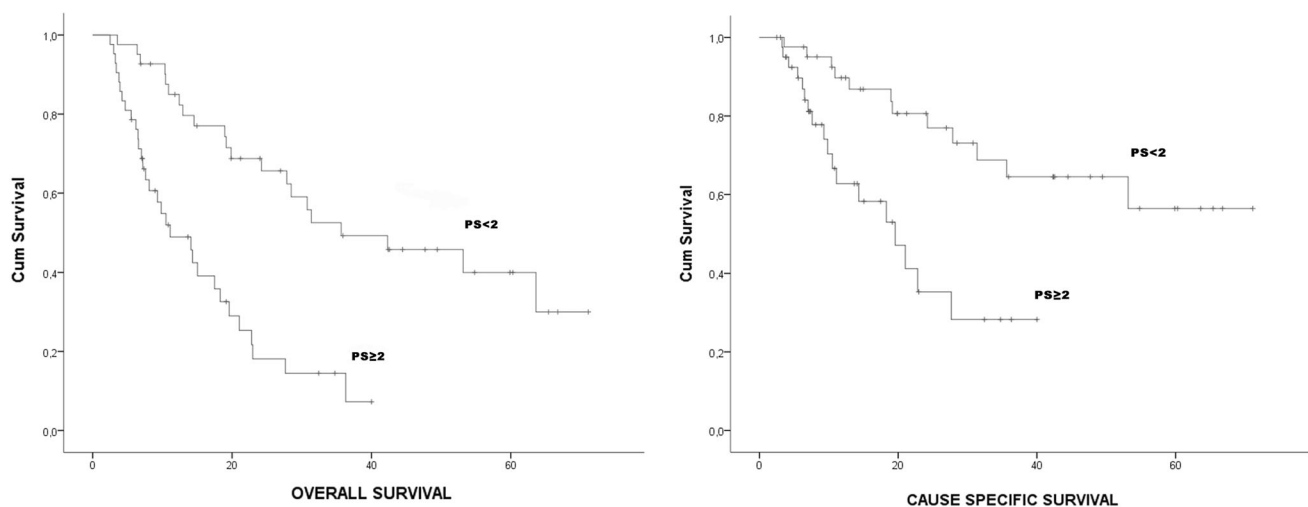 Cum Survival
1,0
0,8
0,6
0,4
0,2
0,0
PS<2
PS≥2
0 20 40 60
OVERALL SURVIVAL
Cum Survival
1,0
0,8
0,6
0,4
0,2
0,0
PS<2
PS≥2
0 20 40 60
CAUSE SPECIFIC SURVIVAL